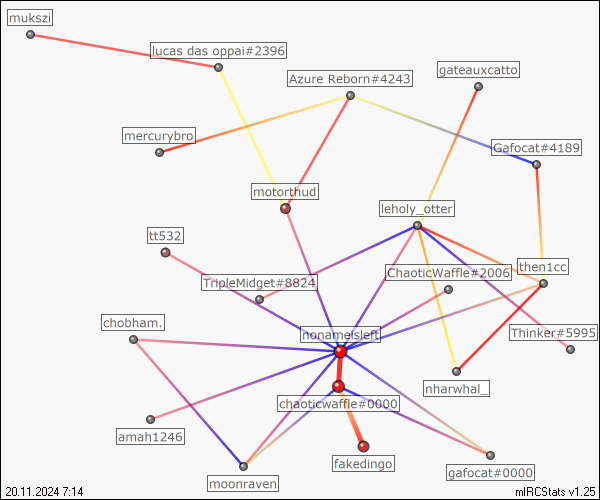 mukszi
lucas das oppai#2396
Azure Reborn#4243
gateauxcatto
mercurybro
Gafocat#4189
motorthud
leholy_otter
tt532
then1cc
ChaoticWaffle#2006
TripleMidget#8824
chobham.
nonameisleft
Thinker#5995
nharwhal_
chaoticwaffle#0000
amah1246
fakedingo
gafocat#0000
moonraven
20.11.2024 7:14
mIRCStats v1.25